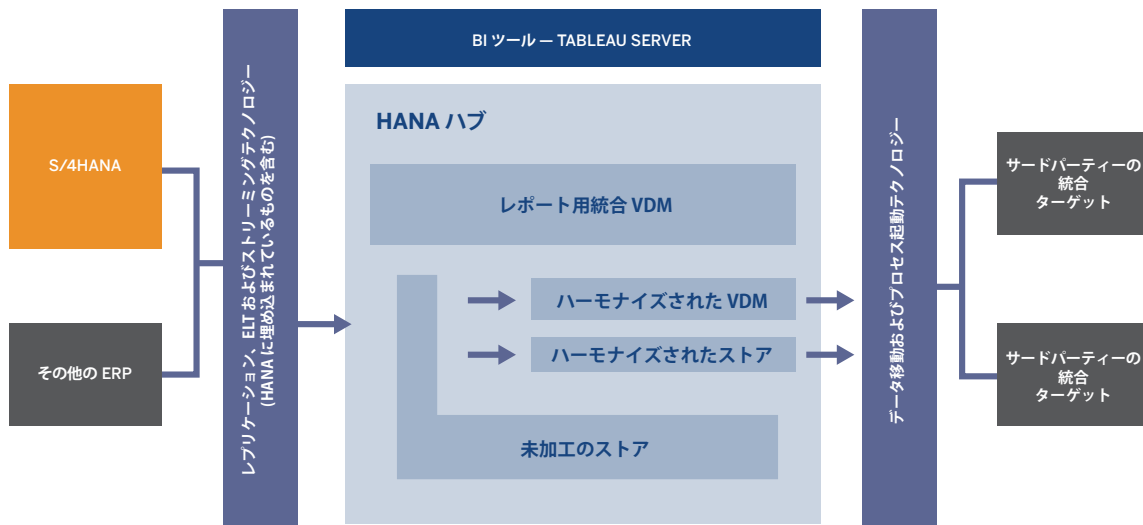 BI ツール — TABLEAU SERVER
S/4HANA
その他の ERP
レプリケーション、ELT およびストリーミングテクノロジー
(HANA に埋め込まれているものを含む)
HANA ハブ
レポート用統合 VDM
ハーモナイズされた VDM
ハーモナイズされたストア
未加工のストア
データ移動およびプロセス起動テクノロジー
サードパーティーの
統合
ターゲット
サードパーティーの
統合
ターゲット